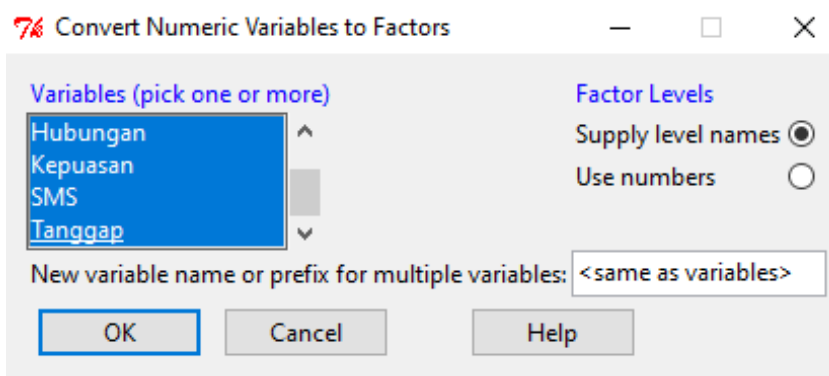 Convert Numeric Variables to Factors
Variables (pick one or more)
Hubungan
Kepuasan
SMS
Tanggap
Factor Levels
Supply level names
Use numbers
New variable name or prefix for multiple variables: <same as variables>
OK Cancel Help